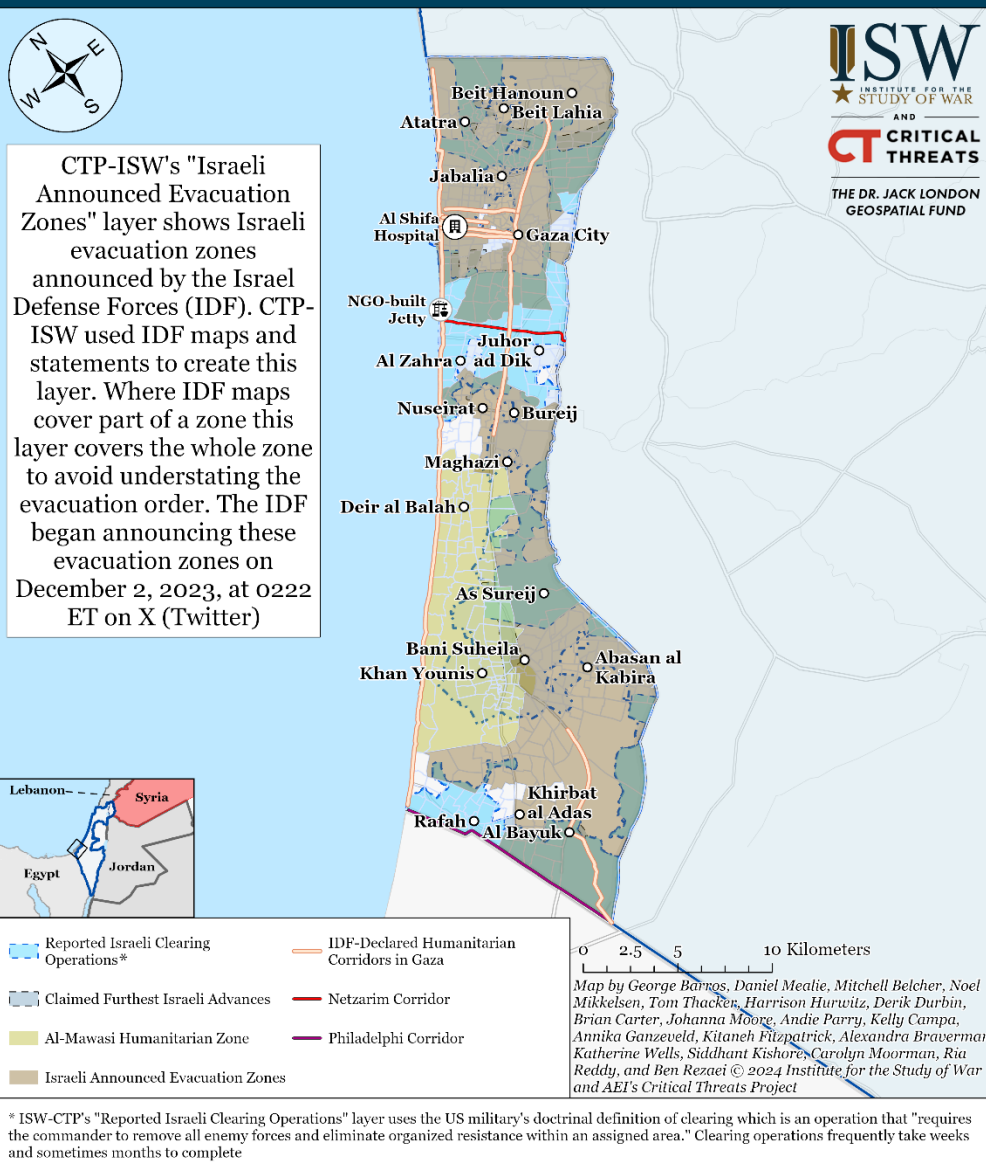 N
E
W
S
ISW
INSTITUTE FOR THE
STUDY OF WAR
AND
CT CRITICAL
THREATS
THE DR. JACK LONDON
GEOSPATIAL FUND
CTP-ISW's "Israeli
Announced Evacuation
Zones" layer shows Israeli
evacuation zones
announced by the Israel
Defense Forces (IDF). CTP-
ISW used IDF maps and
statements to create this
layer. Where IDF maps
cover part of a zone this
layer covers the whole zone
to avoid understating the
evacuation order. The IDF
began announcing these
evacuation zones on
December 2, 2023, at 0222
ET on X (Twitter)
Beit Hanoun
Beit Lahia
Atatra
Jabalia
Al Shifa
Hospital
Gaza City
NGO-built
Jetty
Juhor
ad Dik
Al Zahra
Nuseirat
Bureij
Maghazi
Deir al Balah
As Sureij
Bani Suheila
Abasan al
Kabira
Khan Younis
Khirbat
al Adas
Rafah
Al Bayuk
Lebanon
Syria
Jordan
Egypt
Reported Israeli Clearing
Operations*
Claimed Furthest Israeli Advances
Al-Mawasi Humanitarian Zone
Israeli Announced Evacuation Zones
IDF-Declared Humanitarian
Corridors in Gaza
Netzarim Corridor
Philadelphi Corridor
0 2.5 5 10 Kilometers
Map by George Barros, Daniel Mealie, Mitchell Belcher, Noel
Mikkelsen, Tom Thacker, Harrison Hurwitz, Derik Durbin,
Brian Carter, Johanna Moore, Andie Parry, Kelly Campa,
Annika Ganzeveld, Kitaneh Fitzpatrick, Alexandra Braverman
Katherine Wells, Siddhant Kishore, Carolyn Moorman, Ria
Reddy, and Ben Rezaei © 2024 Institute for the Study of War
and AEI's Critical Threats Project
* ISW-CTP's "Reported Israeli Clearing Operations" layer uses the US military's doctrinal definition of clearing which is an operation that "requires
the commander to remove all enemy forces and eliminate organized resistance within an assigned area." Clearing operations frequently take weeks
and sometimes months to complete